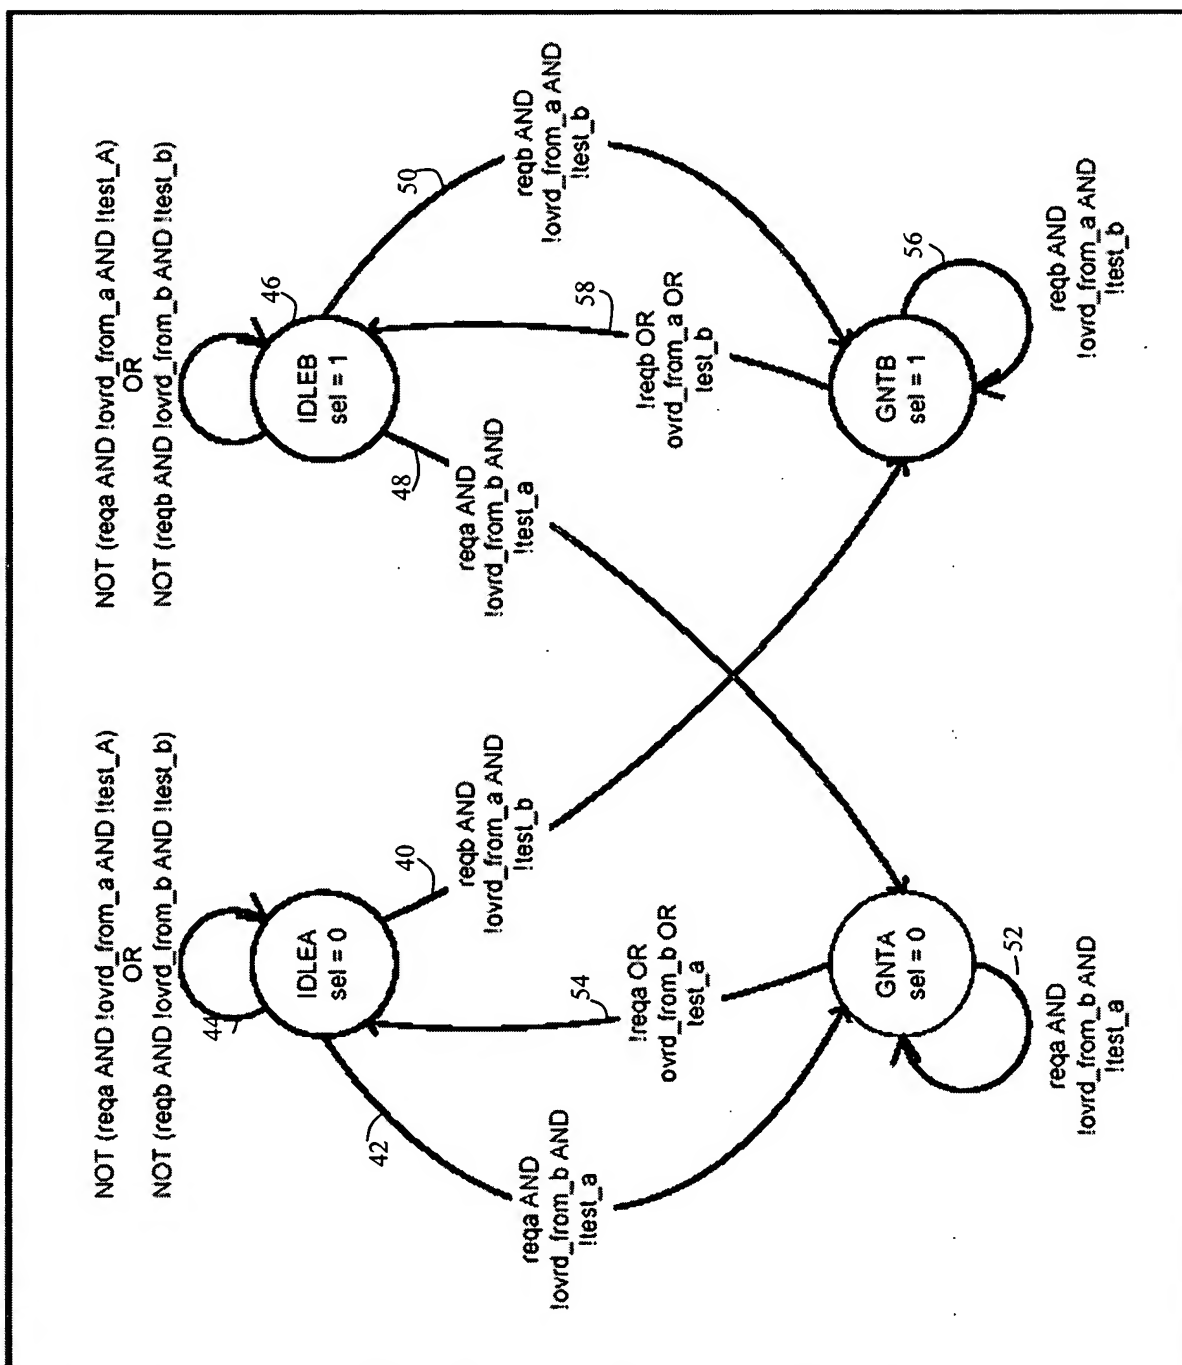 NOT (reqa AND !ovrd_from_a AND !test_A)
OR
NOT (reqb AND !ovrd_from_b AND !test_b)
44
IDLEA
sel = 0
42
reqa AND
!ovrd_from_b AND
!test_a
54
!reqa OR
ovrd_from_b OR
test_a
40
reqb AND
!ovrd_from_a AND
!test_b
GNTA
sel = 0
52
reqa AND
!ovrd_from_b AND
!test_a
NOT (reqa AND !ovrd_from_a AND !test_A)
OR
NOT (reqb AND !ovrd_from_b AND !test_b)
46
IDLEB
sel = 1
48
reqa AND
!ovrd_from_b AND
!test_a
58
!reqb OR
ovrd_from_a OR
test_b
50
reqb AND
!ovrd_from_a AND
!test_b
GNTB
sel = 1
56
reqb AND
!ovrd_from_a AND
!test_b